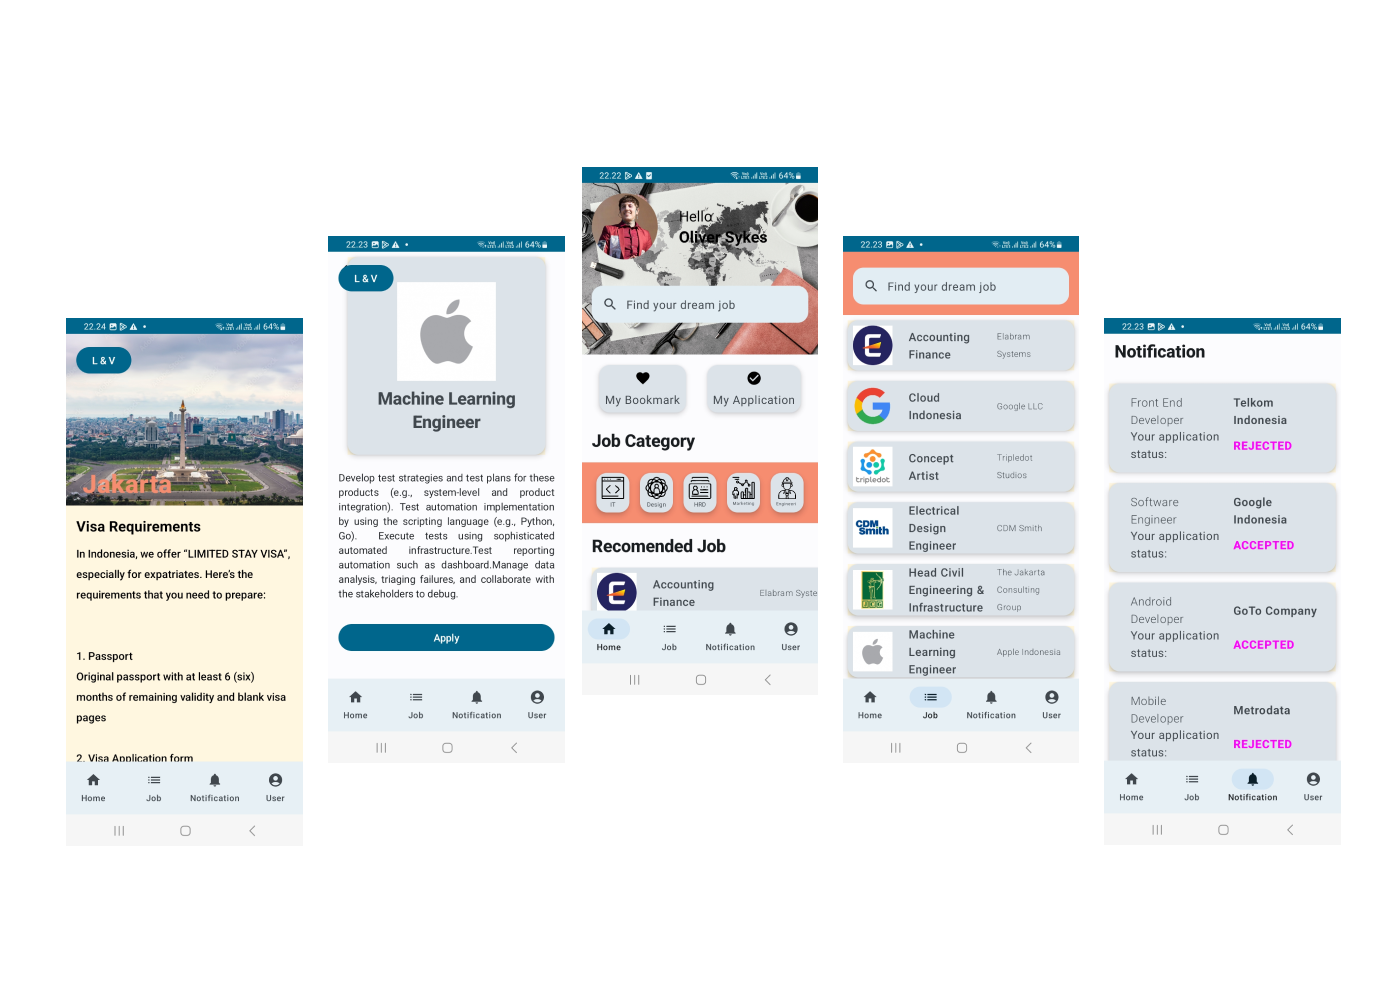 22.24
64%
L & V
Jakarta
Visa Requirements
In Indonesia, we offer “LIMITED STAY VISA”,
especially for expatriates. Here’s the
requirements that you need to prepare:
1. Passport
Original passport with at least 6 (six)
months of remaining validity and blank visa
pages
2. Visa Application form
Home
Job
Notification
User
22.23
64%
L & V
Machine Learning
Engineer
Develop test strategies and test plans for these
products (e.g., system-level and product
integration). Test automation implementation
by using the scripting language (e.g., Python,
Go). Execute tests using sophisticated
automated infrastructure.Test reporting
automation such as dashboard.Manage data
analysis, triaging failures, and collaborate with
the stakeholders to debug.
Apply
Home
Job
Notification
User
22.22
64%
Hello
Oliver Sykes
Find your dream job
My Bookmark
My Application
Job Category
IT
Design
HRD
Marketing
Engineer
Recomended Job
Accounting
Finance
Elabram Syste
Home
Job
Notification
User
22.23
64%
Find your dream job
Accounting
Finance
Elabram
Systems
Cloud
Indonesia
Google LLC
tripledot
Concept
Artist
Tripledot
Studios
CDM
Smith
Electrical
Design
Engineer
CDM Smith
Head Civil
Engineering &
Infrastructure
The Jakarta
Consulting
Group
Machine
Learning
Engineer
Apple Indonesia
Home
Job
Notification
User
22.23
64%
Notification
Front End
Developer
Your application
status:
Telkom
Indonesia
REJECTED
Software
Engineer
Your application
status:
Google
Indonesia
ACCEPTED
Android
Developer
Your application
status:
GoTo Company
ACCEPTED
Mobile
Developer
Your application
status:
Metrodata
REJECTED
Home
Job
Notification
User